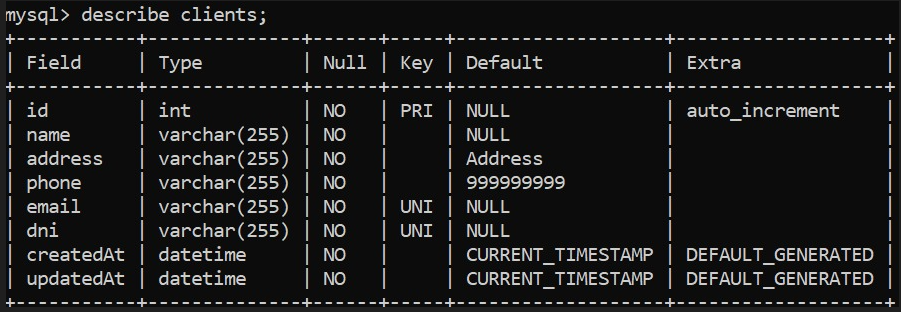 mysql> describe clients;
+-----------+--------------+------+-----+-------------------+-------------------+
| Field     | Type         | Null | Key | Default           | Extra             |
+-----------+--------------+------+-----+-------------------+-------------------+
| id        | int          | NO   | PRI | NULL              | auto_increment    |
| name      | varchar(255) | NO   |     | NULL              |                   |
| address   | varchar(255) | NO   |     | Address           |                   |
| phone     | varchar(255) | NO   |     | 999999999         |                   |
| email     | varchar(255) | NO   | UNI | NULL              |                   |
| dni       | varchar(255) | NO   | UNI | NULL              |                   |
| createdAt | datetime     | NO   |     | CURRENT_TIMESTAMP | DEFAULT_GENERATED |
| updatedAt | datetime     | NO   |     | CURRENT_TIMESTAMP | DEFAULT_GENERATED |
+-----------+--------------+------+-----+-------------------+-------------------+